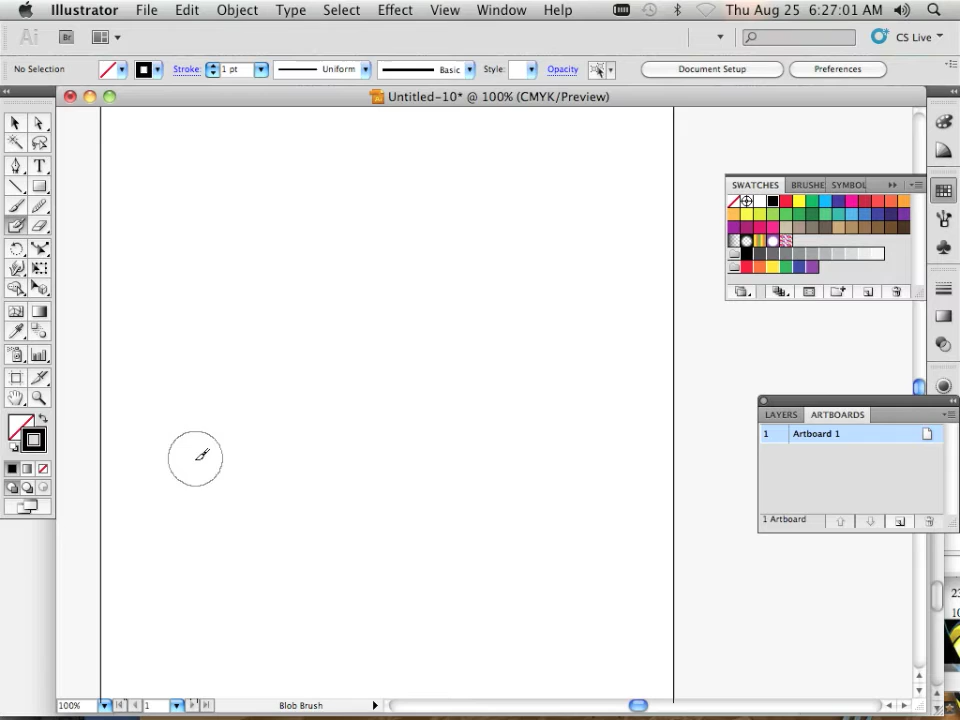 Illustrator File Edit Object Type Select Effect View Window Help Thu Aug 25 6:27:01 AM
Ai Br CS Live
No Selection Stroke: 1 pt Uniform Basic Style: Opacity Document Setup Preferences
Untitled-10* @ 100% (CMYK/Preview)
T
SWATCHES BRUSHE SYMBOL
LAYERS ARTBOARDS
1 Artboard 1
1 Artboard
100% 1 Blob Brush